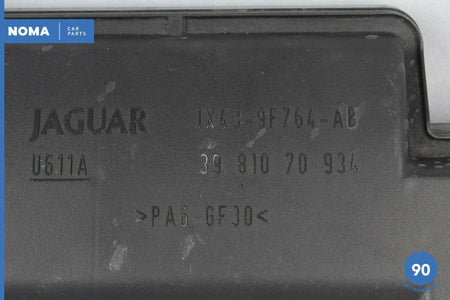 NOMA CAR PARTS
JAGUAR 1X43-9F764-AB
U611A 39 810 70 934
>PA6 GF30<
90